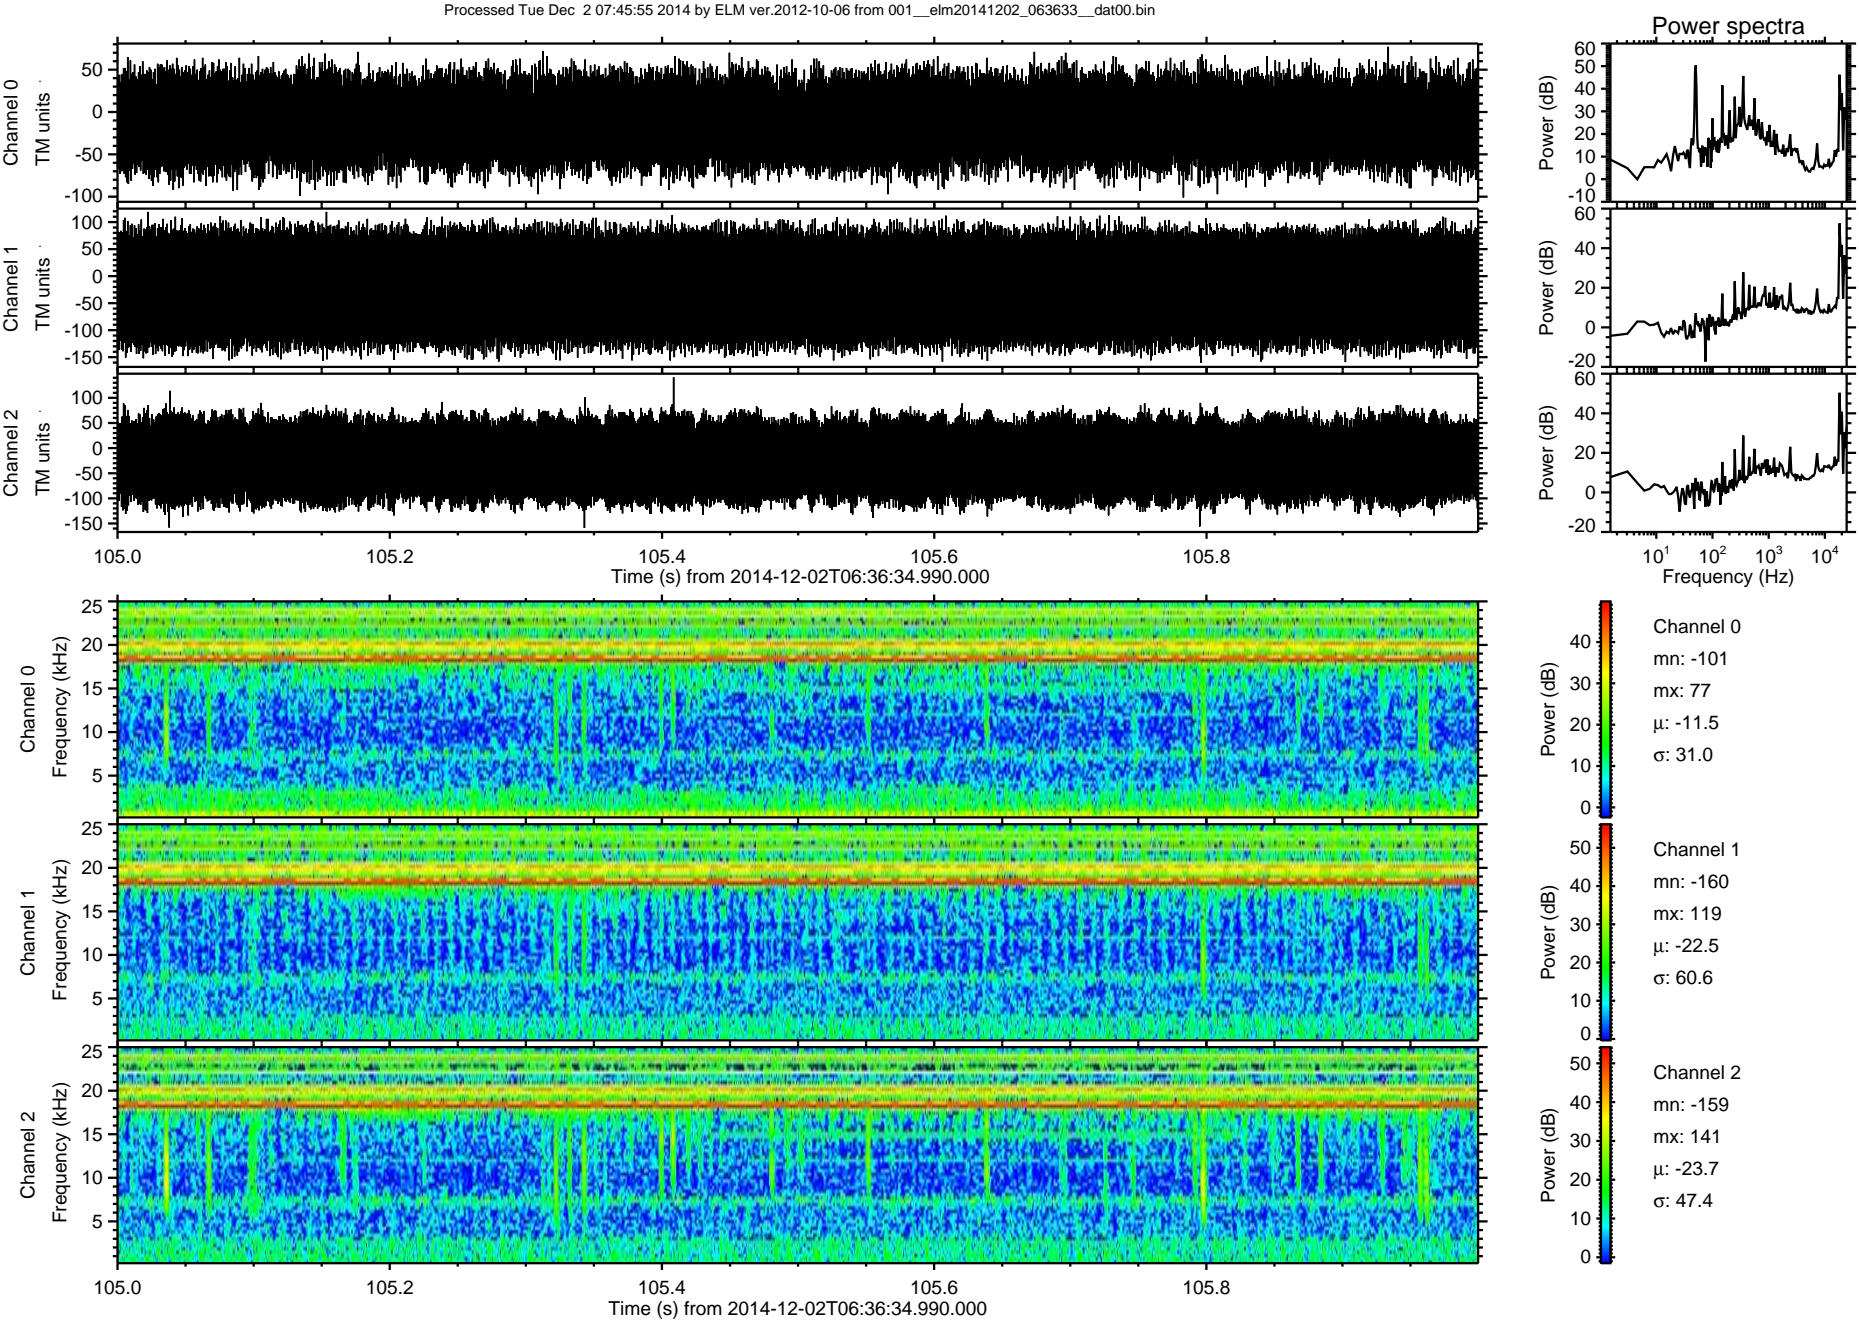 Processed Tue Dec  2 07:45:55 2014 by ELM ver.2012-10-06 from 001__elm20141202_063633__dat00.bin
Power spectra
Channel 0
TM units
50
0
-50
-100
Power (dB)
60
50
40
30
20
10
0
-10
Channel 1
TM units
100
50
0
-50
-100
-150
Power (dB)
60
40
20
0
-20
Channel 2
TM units
100
50
0
-50
-100
-150
Power (dB)
60
40
20
0
-20
105.0 105.2 105.4 105.6 105.8
Time (s) from 2014-12-02T06:36:34.990.000
10¹ 10² 10³ 10⁴
Frequency (Hz)
Channel 0
Frequency (kHz)
25
20
15
10
5
Power (dB)
40
30
20
10
0
Channel 0
mn: -101
mx: 77
μ: -11.5
σ: 31.0
Channel 1
Frequency (kHz)
25
20
15
10
5
Power (dB)
50
40
30
20
10
0
Channel 1
mn: -160
mx: 119
μ: -22.5
σ: 60.6
Channel 2
Frequency (kHz)
25
20
15
10
5
Power (dB)
50
40
30
20
10
0
Channel 2
mn: -159
mx: 141
μ: -23.7
σ: 47.4
105.0 105.2 105.4 105.6 105.8
Time (s) from 2014-12-02T06:36:34.990.000